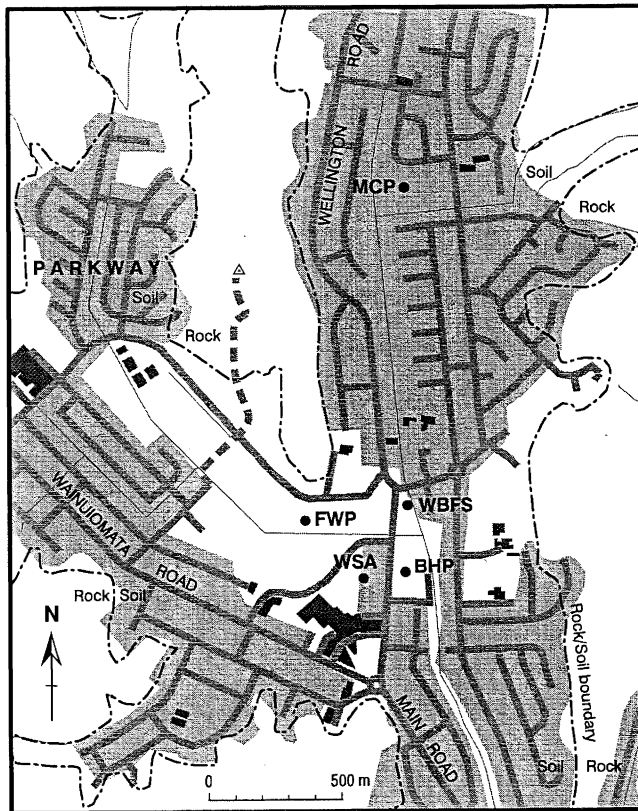 ROAD
WELLINGTON
MCP
Soil
Rock
PARKWAY
Soil
Rock
WAINUIOMATA
ROAD
FWP
WBFS
WSA
BHP
Rock
Soil
N
MAIN
ROAD
Rock/Soil boundary
Soil
Rock
0 500 m